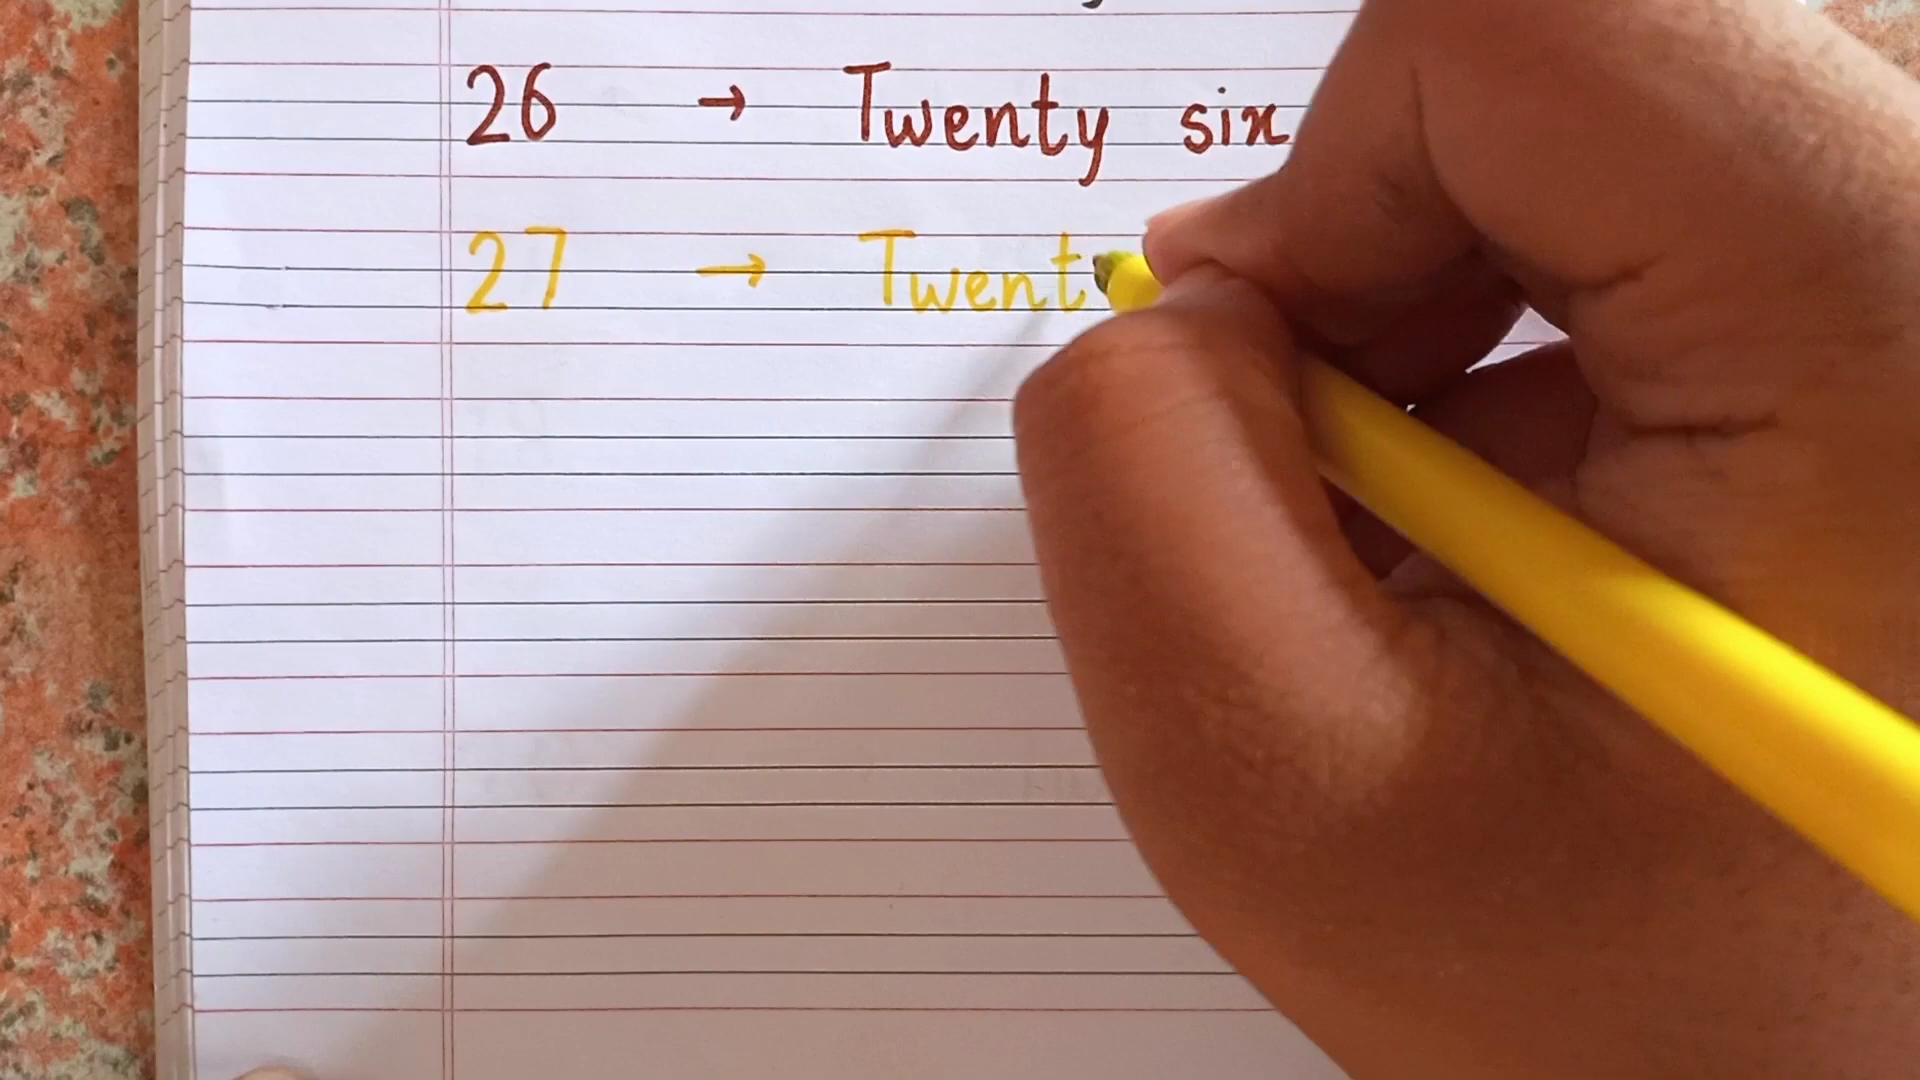 26 → Twenty six
27 → Twent